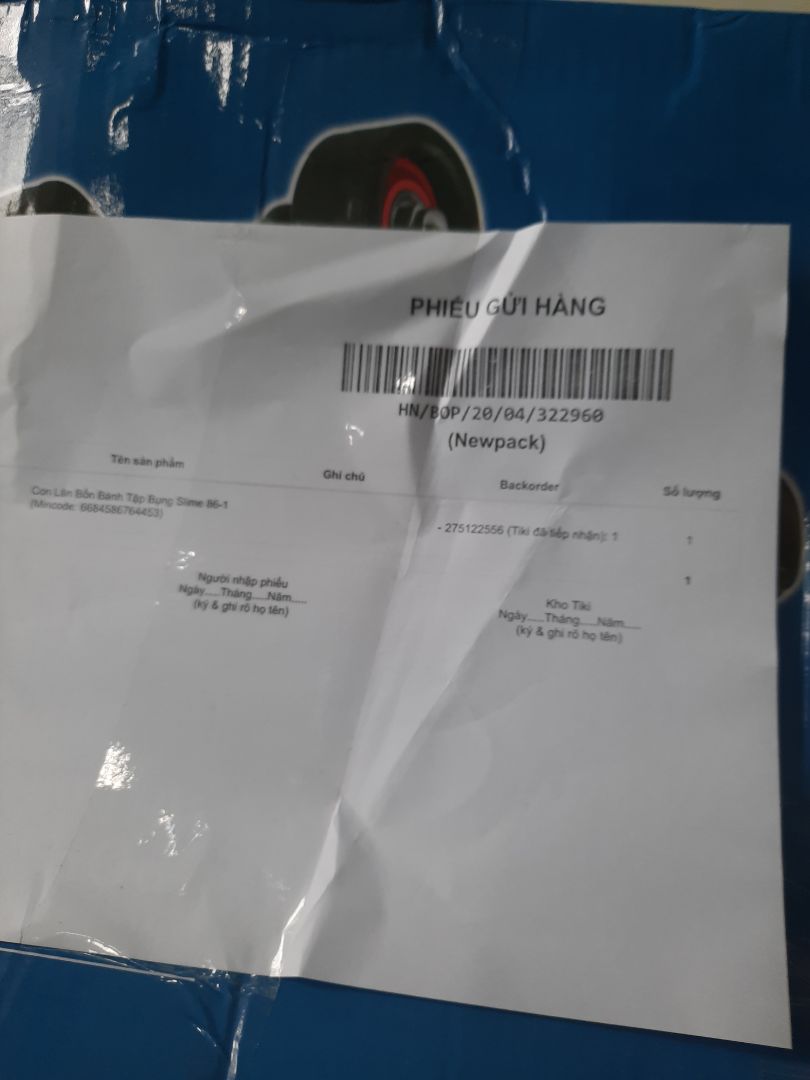 PHIẾU GỬI HÀNG
HN/BOP/20/04/322960
(Newpack)
Tên sản phẩm Ghi chú Backorder Số lượng
Con Lăn Bốn Bánh Tập Bụng Slime 86-1
(Mincode: 6684586764453)
- 275122556 (Tiki đã tiếp nhận): 1 1
1
Người nhập phiếu
Ngày.....Tháng.....Năm.....
(ký & ghi rõ họ tên)
Kho Tiki
Ngày.....Tháng.....Năm.....
(ký & ghi rõ họ tên)